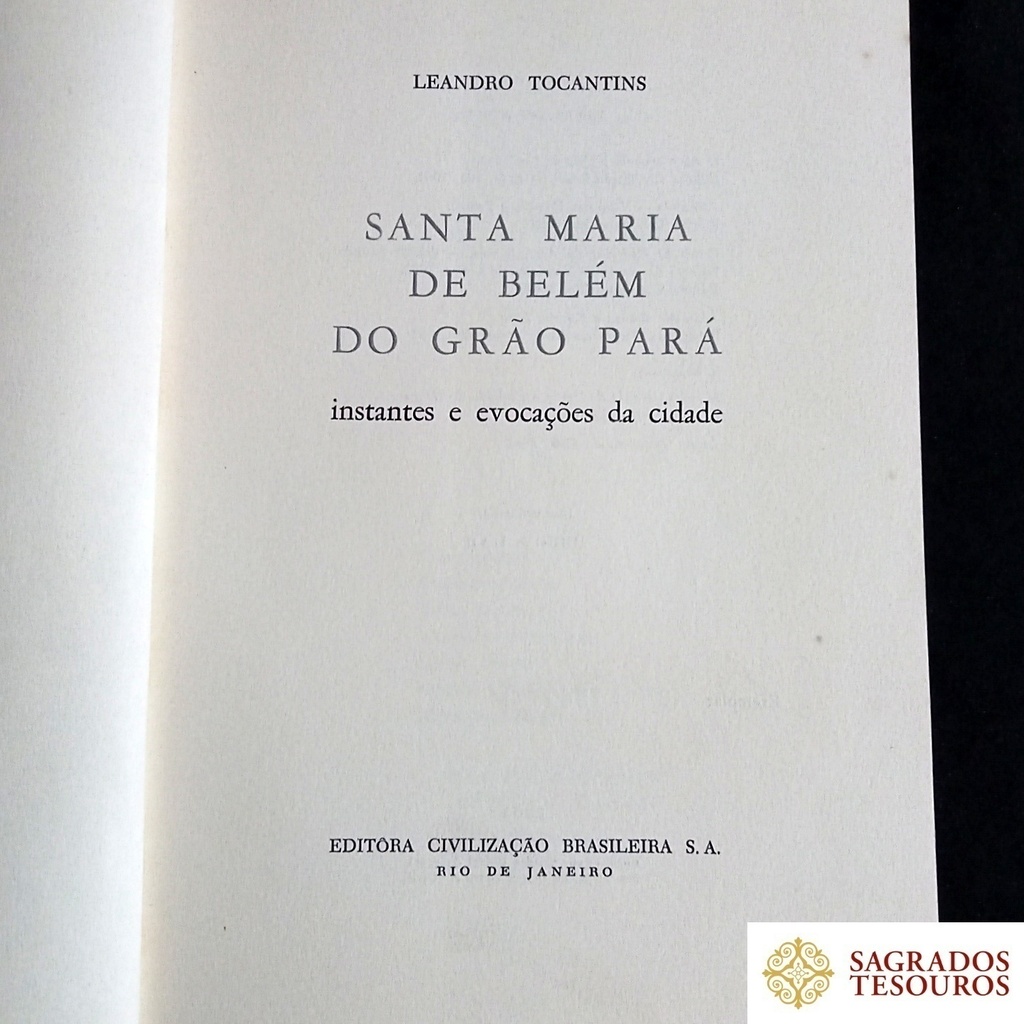 LEANDRO TOCANTINS
SANTA MARIA
DE BELÉM
DO GRÃO PARÁ
instantes e evocações da cidade
EDITÔRA CIVILIZAÇÃO BRASILEIRA S. A.
RIO DE JANEIRO
SAGRADOS
TESOUROS